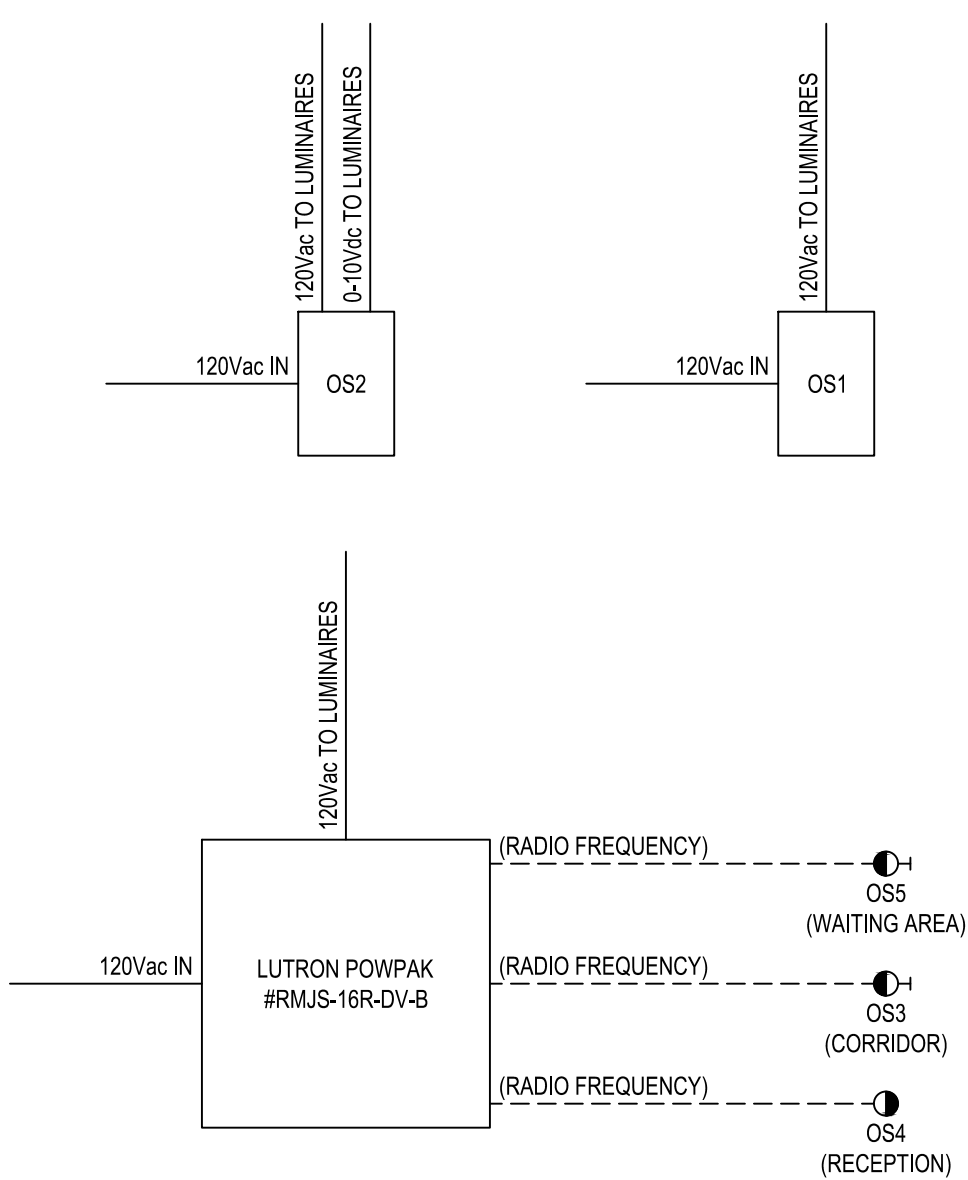 120Vac TO LUMINAIRES
0-10Vdc TO LUMINAIRES
120Vac IN
OS2
120Vac TO LUMINAIRES
120Vac IN
OS1
120Vac TO LUMINAIRES
120Vac IN
LUTRON POWPAK
#RMJS-16R-DV-B
(RADIO FREQUENCY)
OS5
(WAITING AREA)
(RADIO FREQUENCY)
OS3
(CORRIDOR)
(RADIO FREQUENCY)
OS4
(RECEPTION)